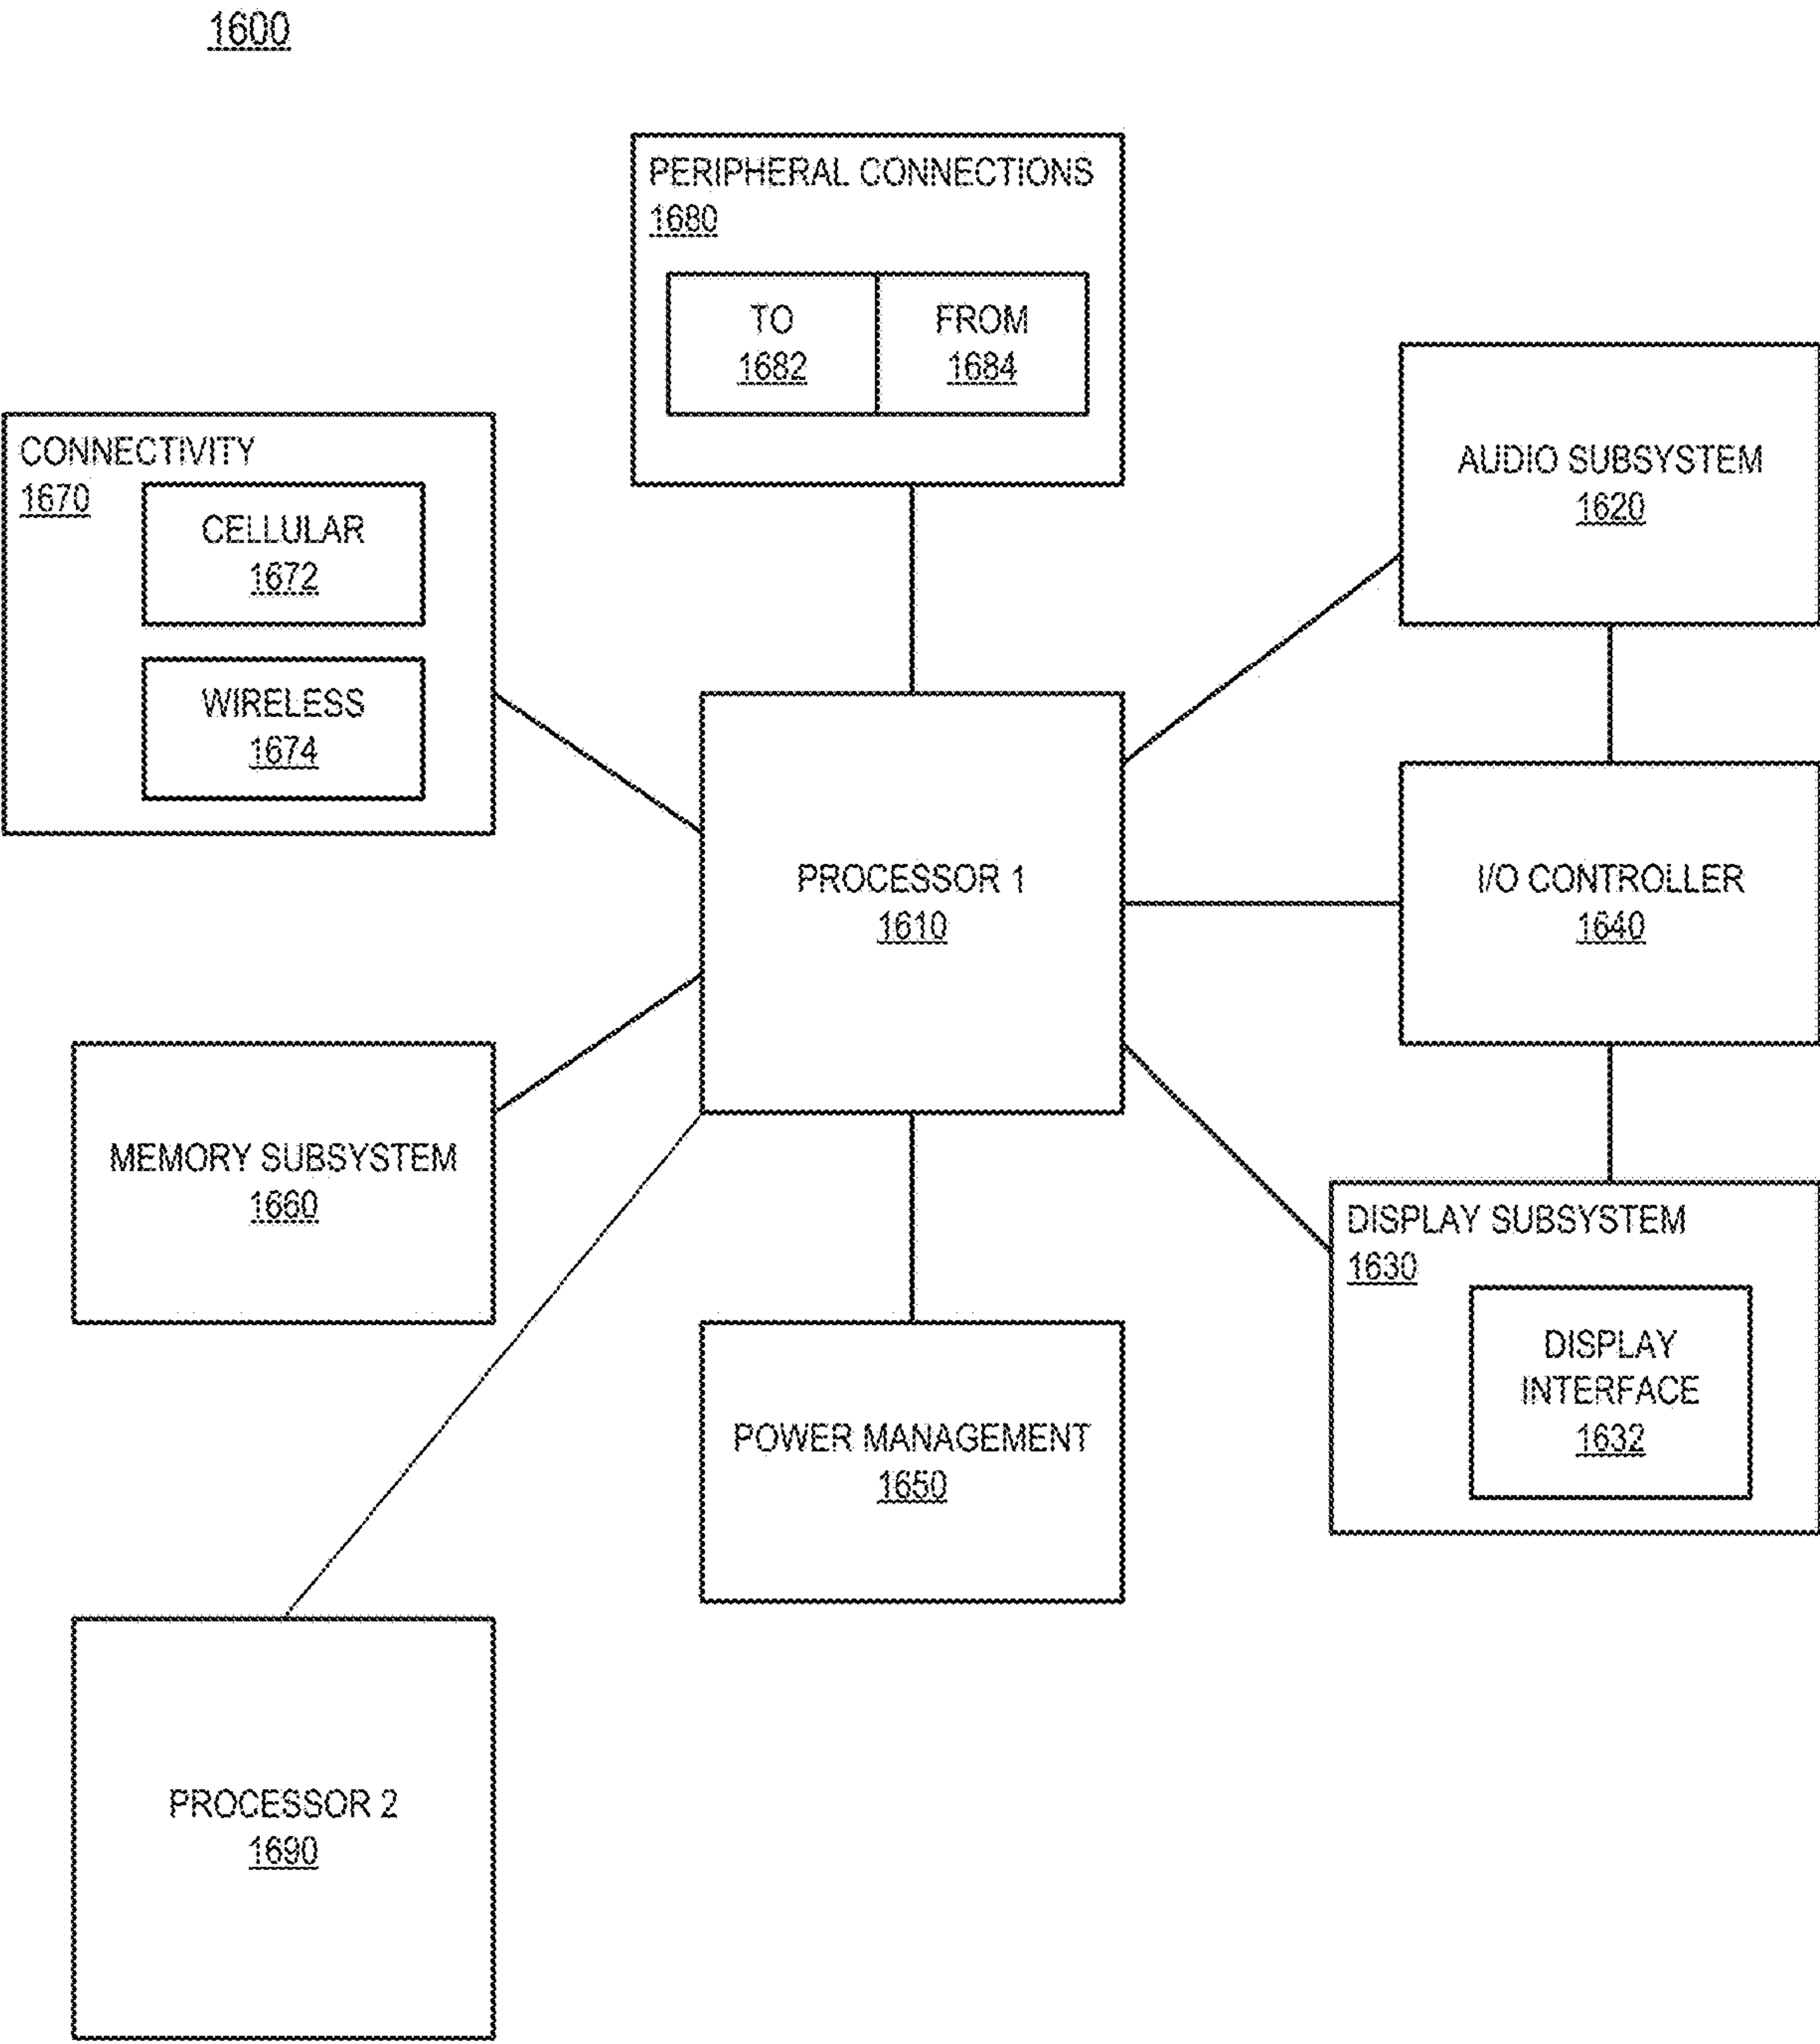 1600
PERIPHERAL CONNECTIONS
1680
TO
1682
FROM
1684
CONNECTIVITY
1670
CELLULAR
1672
WIRELESS
1674
AUDIO SUBSYSTEM
1620
PROCESSOR 1
1610
I/O CONTROLLER
1640
MEMORY SUBSYSTEM
1660
DISPLAY SUBSYSTEM
1630
DISPLAY
INTERFACE
1632
POWER MANAGEMENT
1650
PROCESSOR 2
1690